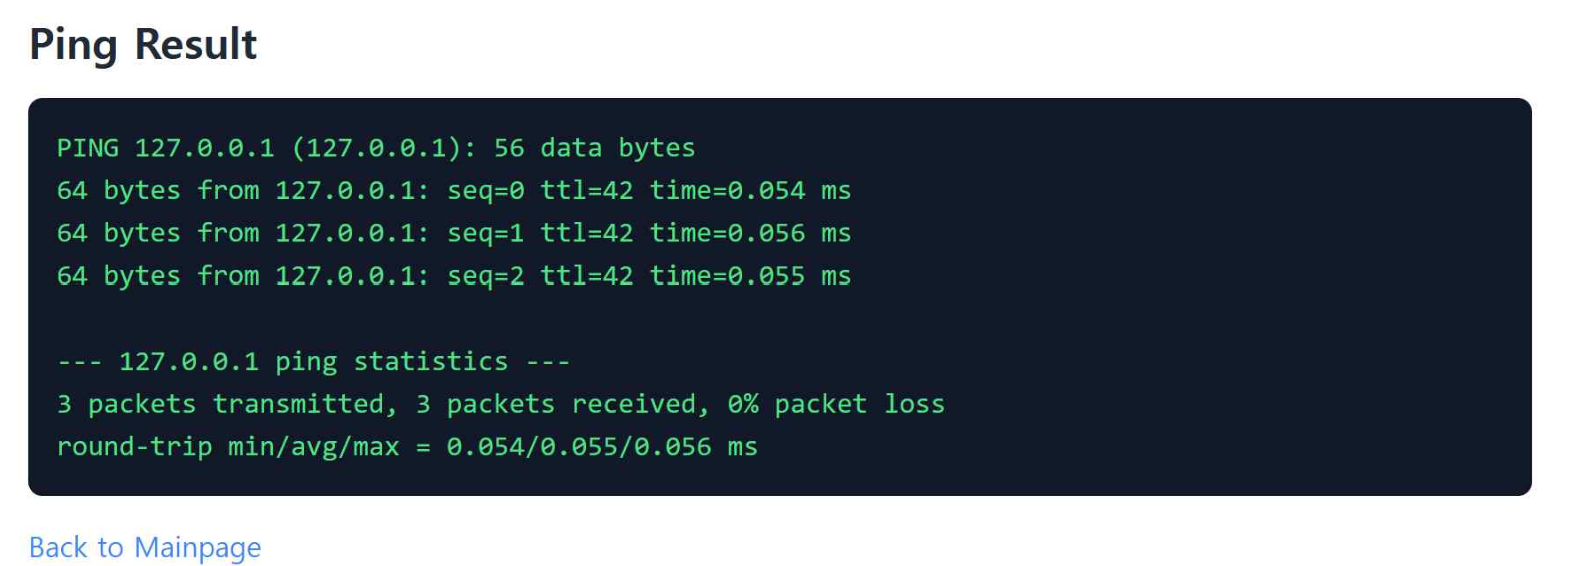 Ping Result
PING 127.0.0.1 (127.0.0.1): 56 data bytes
64 bytes from 127.0.0.1: seq=0 ttl=42 time=0.054 ms
64 bytes from 127.0.0.1: seq=1 ttl=42 time=0.056 ms
64 bytes from 127.0.0.1: seq=2 ttl=42 time=0.055 ms
--- 127.0.0.1 ping statistics ---
3 packets transmitted, 3 packets received, 0% packet loss
round-trip min/avg/max = 0.054/0.055/0.056 ms
Back to Mainpage